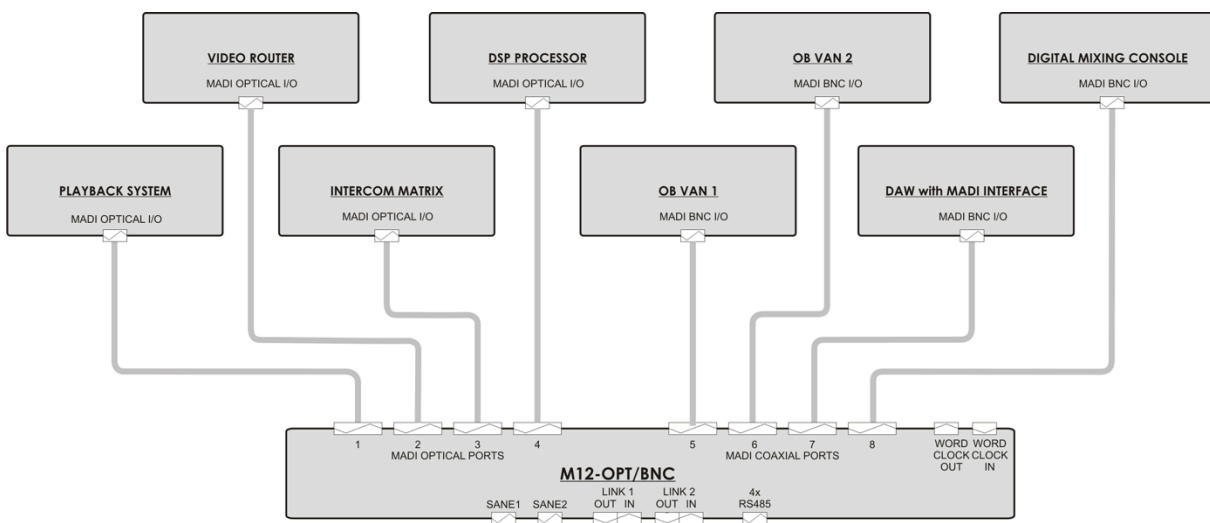 VIDEO ROUTER
MADI OPTICAL I/O
DSP PROCESSOR
MADI OPTICAL I/O
OB VAN 2
MADI BNC I/O
DIGITAL MIXING CONSOLE
MADI BNC I/O
PLAYBACK SYSTEM
MADI OPTICAL I/O
INTERCOM MATRIX
MADI OPTICAL I/O
OB VAN 1
MADI BNC I/O
DAW with MADI INTERFACE
MADI BNC I/O
1 2 3 4 5 6 7 8
MADI OPTICAL PORTS
MADI COAXIAL PORTS
WORD
CLOCK
OUT
WORD
CLOCK
IN
M12-OPT/BNC
SANE1
SANE2
LINK 1
OUT IN
LINK 2
OUT IN
4x
RS485